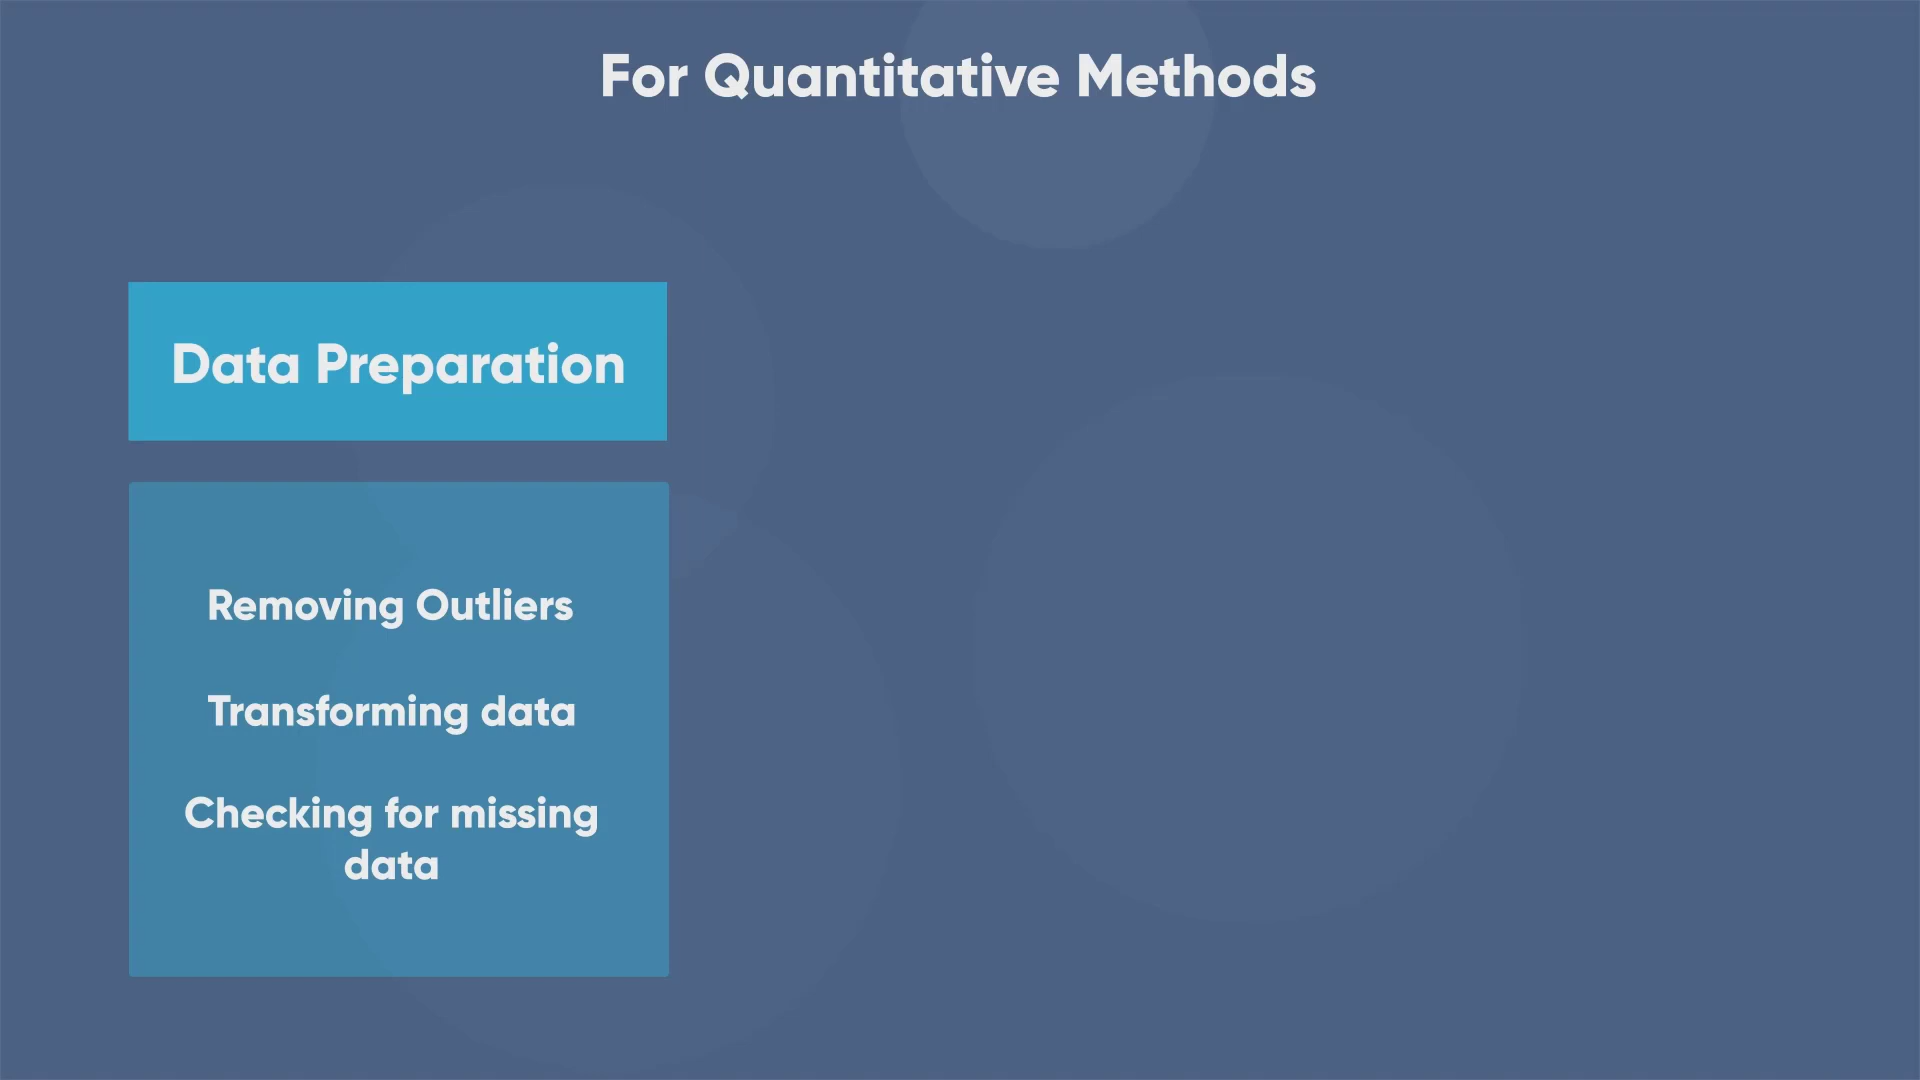 For Quantitative Methods
Data Preparation
Removing Outliers
Transforming data
Checking for missing
data